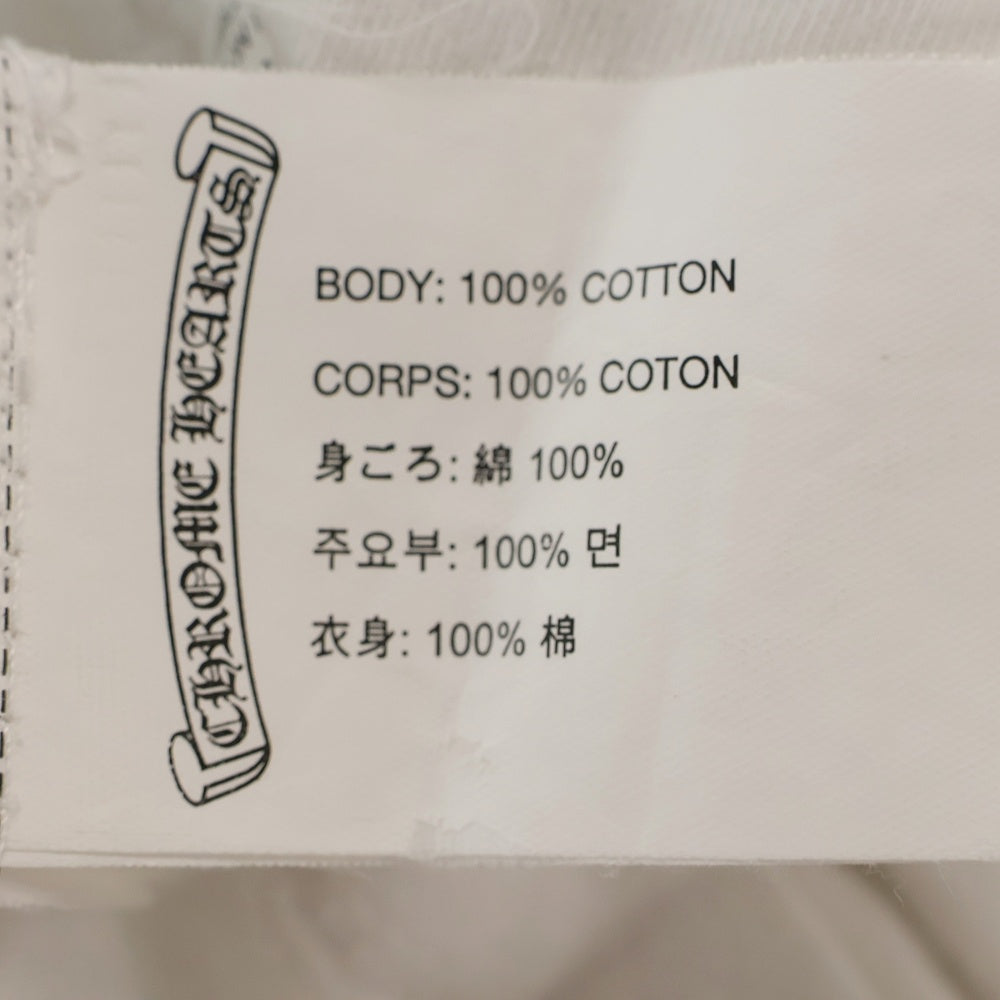 CHROME HEARTS
BODY: 100% COTTON
CORPS: 100% COTON
身ごろ: 綿 100%
주요부: 100% 면
衣身: 100% 棉